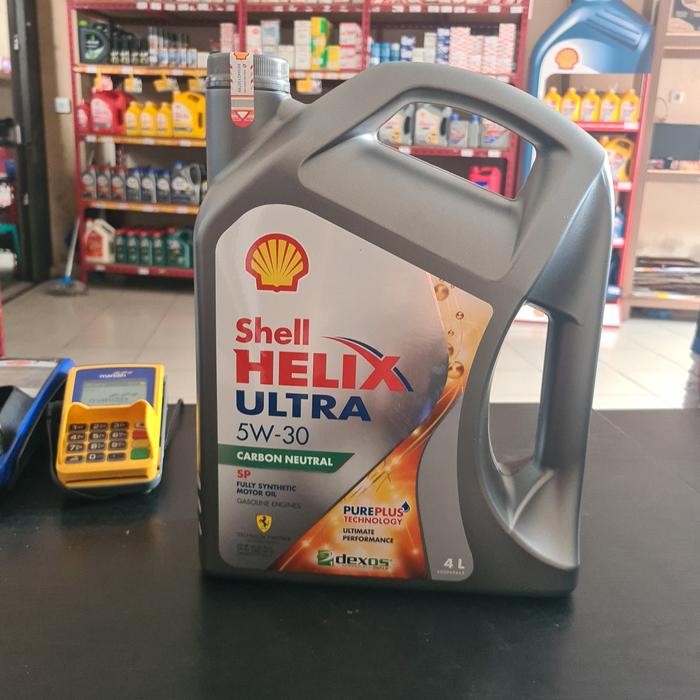 Shell
HELIX
ULTRA
5W-30
CARBON NEUTRAL
SP
FULLY SYNTHETIC
MOTOR OIL
GASOLINE ENGINES
PUREPLUS
TECHNOLOGY
ULTIMATE
PERFORMANCE
dexos
4 L
mandiri